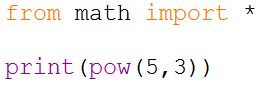 from math import *
print(pow(5,3))